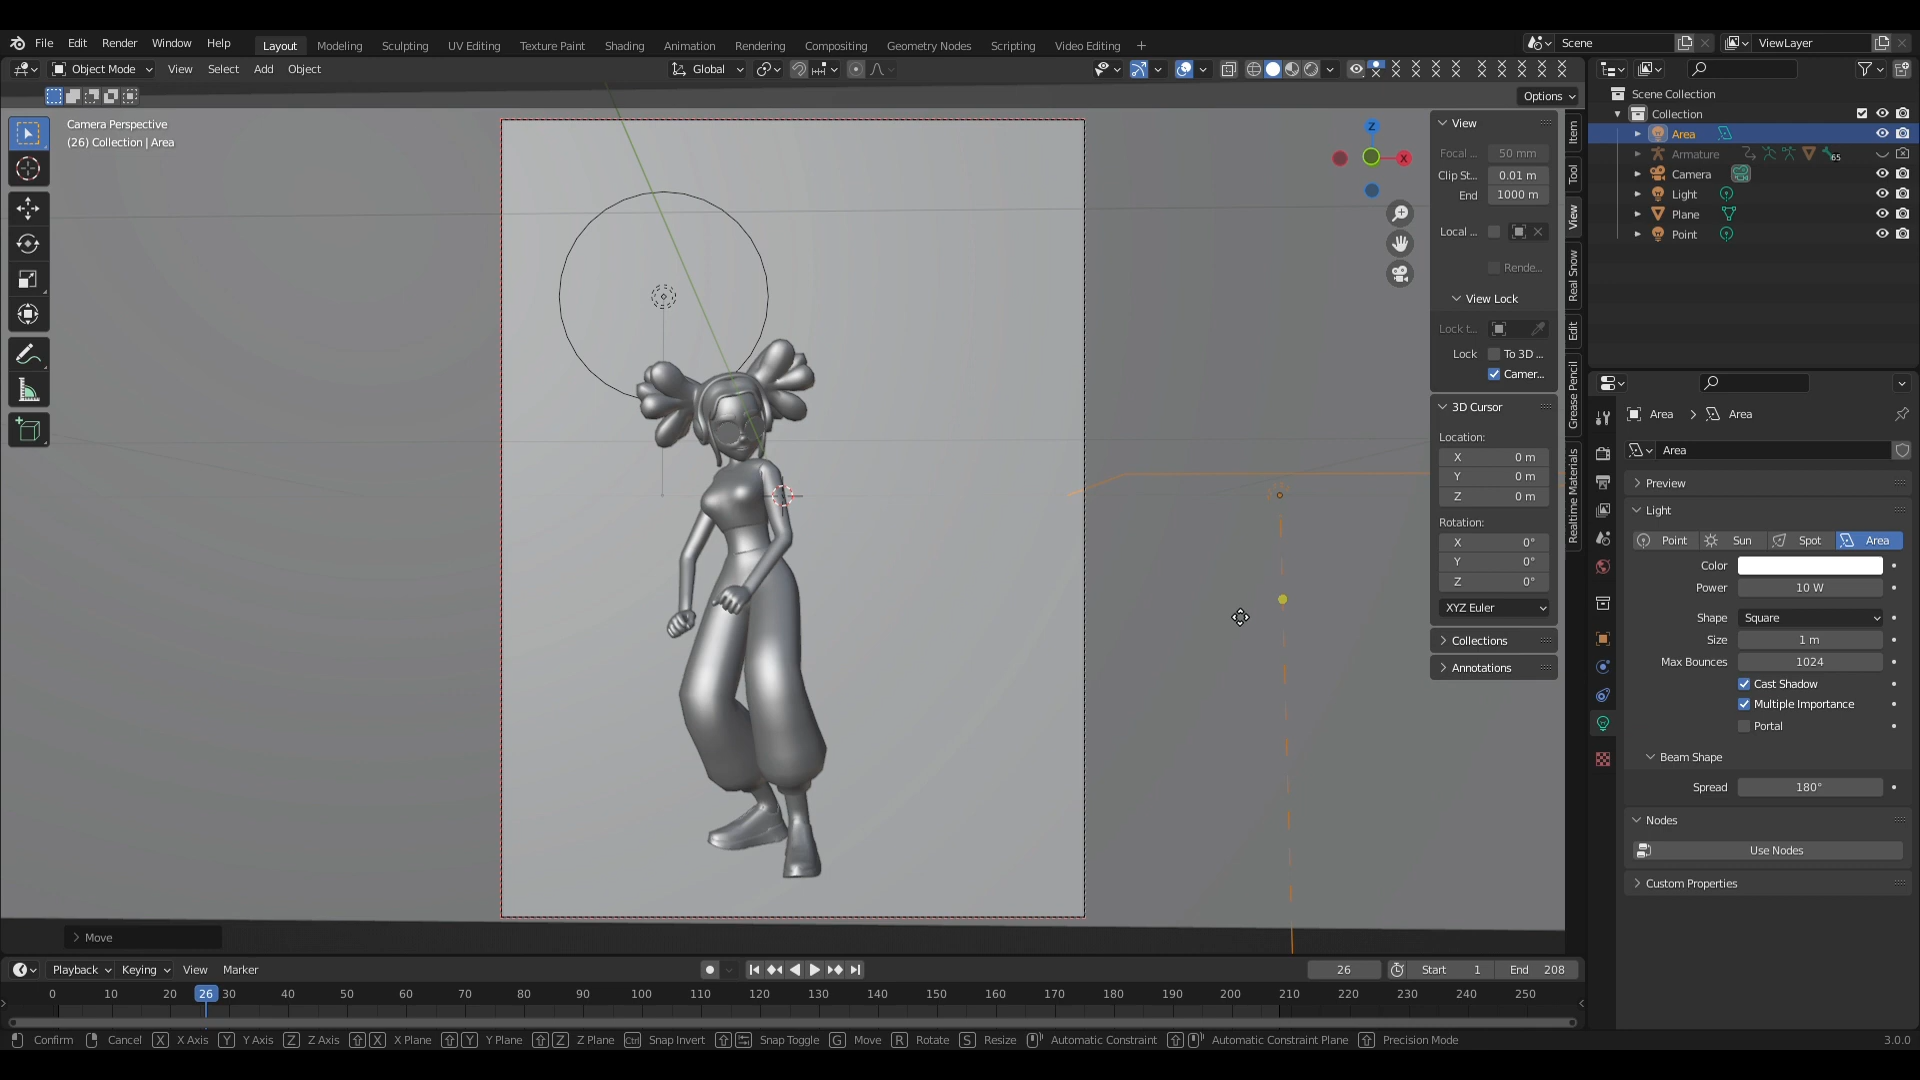 File Edit Render Window Help Layout Modeling Sculpting UV Editing Texture Paint Shading Animation Rendering Compositing Geometry Nodes Scripting Video Editing + Scene ViewLayer
Object Mode View Select Add Object Global
Options
Camera Perspective
(26) Collection | Area
Z
X
View
Focal ... 50 mm
Clip St... 0.01 m
End 1000 m
Local ...
Rende...
View Lock
Lock t...
Lock To 3D ...
Camer...
3D Cursor
Location:
X 0 m
Y 0 m
Z 0 m
Rotation:
X 0°
Y 0°
Z 0°
XYZ Euler
Collections
Annotations
Item
Tool
View
Real Snow
Edit
Grease Pencil
Realtime Materials
Scene Collection
Collection
Area
Armature 65
Camera
Light
Plane
Point
Area Area
Area
Preview
Light
Point Sun Spot Area
Color
Power 10 W
Shape Square
Size 1 m
Max Bounces 1024
Cast Shadow
Multiple Importance
Portal
Beam Shape
Spread 180°
Nodes
Use Nodes
Custom Properties
Move
Playback Keying View Marker 26 Start 1 End 208
0 10 20 26 30 40 50 60 70 80 90 100 110 120 130 140 150 160 170 180 190 200 210 220 230 240 250
Confirm Cancel X X Axis Y Y Axis Z Z Axis X X Plane Y Y Plane Z Z Plane Ctrl Snap Invert Snap Toggle G Move R Rotate S Resize Automatic Constraint Automatic Constraint Plane Precision Mode 3.0.0